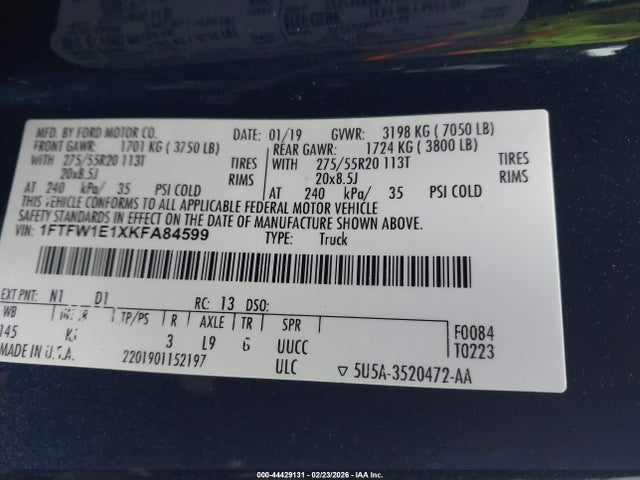 MFD. BY FORD MOTOR CO. DATE: 01/19 GVWR: 3198 KG (7050 LB)
FRONT GAWR: 1701 KG (3750 LB) REAR GAWR: 1724 KG (3800 LB)
WITH 275/55R20 113T TIRES WITH 275/55R20 113T TIRES
20x8.5J RIMS 20x8.5J RIMS
AT 240 kPa/ 35 PSI COLD AT 240 kPa/ 35 PSI COLD
THIS VEHICLE CONFORMS TO ALL APPLICABLE FEDERAL MOTOR VEHICLE
SAFETY STANDARDS IN EFFECT ON THE DATE OF MANUFACTURE SHOWN ABOVE.
VIN: 1FTFW1E1XKFA84599 TYPE: Truck
EXT.PNT: N1 D1 RC: 13 DSO:
WB TP/PS R AXLE TR SPR F0084
145 3 L9 6 UUCC T0223
MADE IN U.S.A. 2201901152197 ULC ▽ 5U5A-3520472-AA
000-44429131 - 02/23/2026 - IAA Inc.